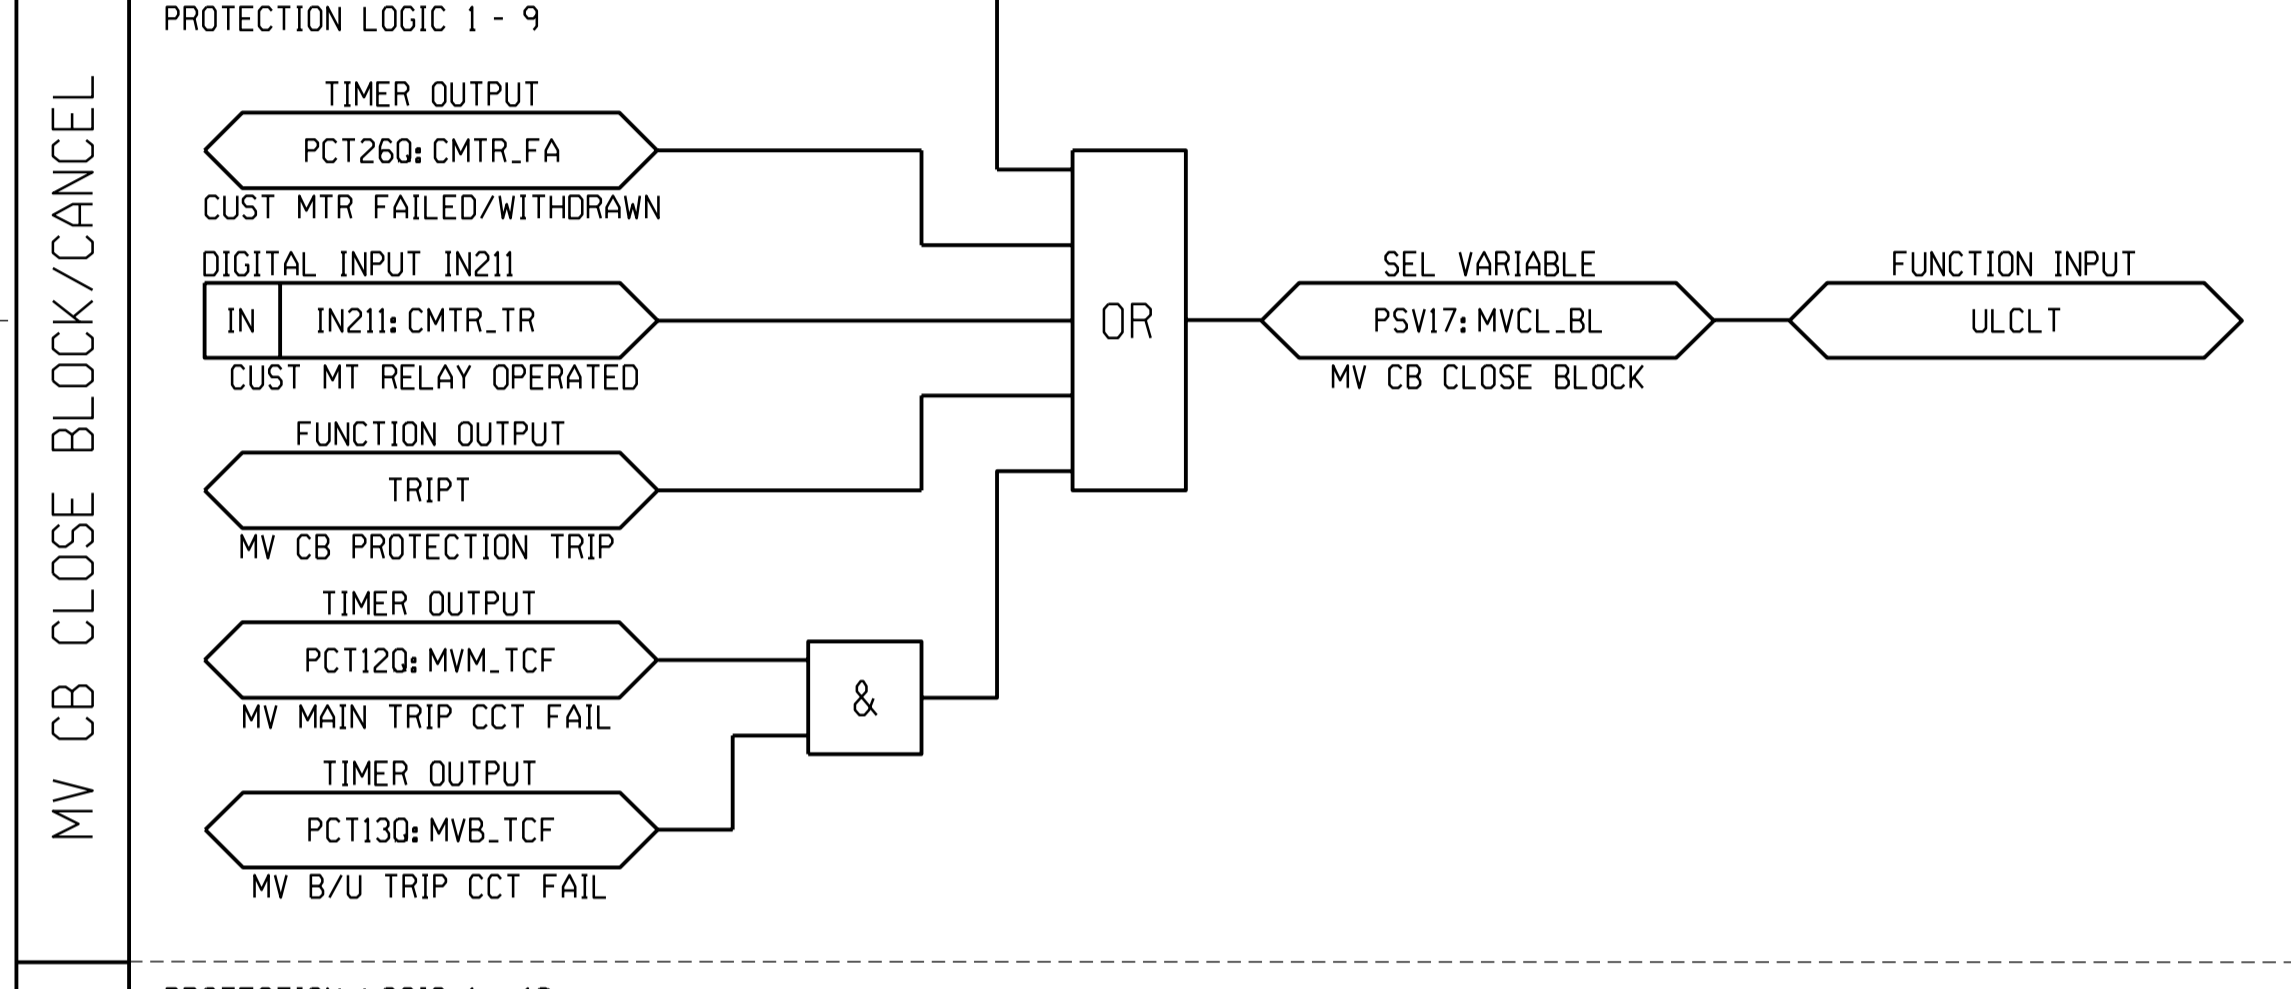 PROTECTION LOGIC 1 - 9
MV CB CLOSE BLOCK/CANCEL
TIMER OUTPUT
PCT26Q: CMTR_FA
CUST MTR FAILED/WITHDRAWN
DIGITAL INPUT IN211
IN
IN211: CMTR_TR
CUST MT RELAY OPERATED
FUNCTION OUTPUT
TRIPT
MV CB PROTECTION TRIP
TIMER OUTPUT
PCT12Q: MVM_TCF
MV MAIN TRIP CCT FAIL
TIMER OUTPUT
PCT13Q: MVB_TCF
MV B/U TRIP CCT FAIL
&
OR
SEL VARIABLE
PSV17: MVCL_BL
MV CB CLOSE BLOCK
FUNCTION INPUT
ULCLT